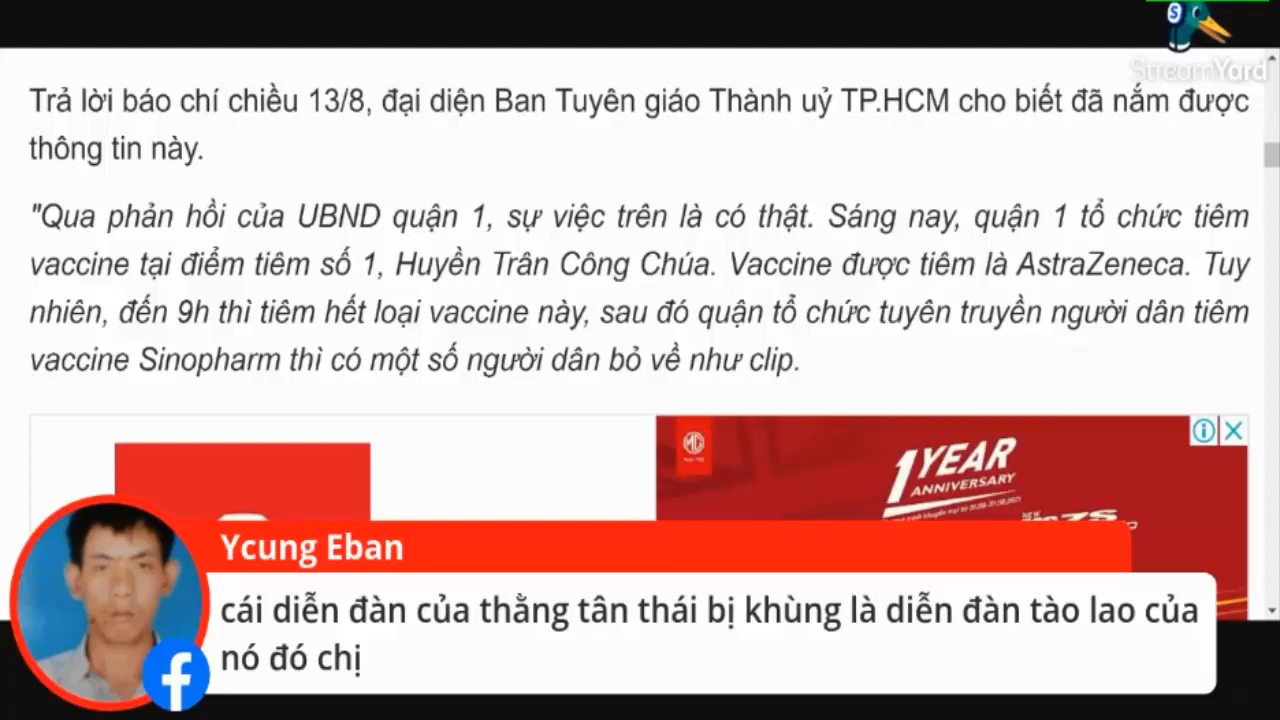 S
StreamYard
Trả lời báo chí chiều 13/8, đại diện Ban Tuyên giáo Thành uỷ TP.HCM cho biết đã nắm được
thông tin này.
"Qua phản hồi của UBND quận 1, sự việc trên là có thật. Sáng nay, quận 1 tổ chức tiêm
vaccine tại điểm tiêm số 1, Huyền Trân Công Chúa. Vaccine được tiêm là AstraZeneca. Tuy
nhiên, đến 9h thì tiêm hết loại vaccine này, sau đó quận tổ chức tuyên truyền người dân tiêm
vaccine Sinopharm thì có một số người dân bỏ về như clip.
MG
1 YEAR
ANNIVERSARY
NEW
ZS
Ycung Eban
cái diễn đàn của thằng tân thái bị khùng là diễn đàn tào lao của
nó đó chị